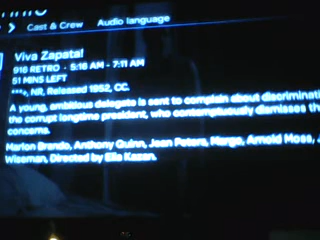 Cast & Crew Audio language
Viva Zapata!
916 RETRO · 5:16 AM - 7:11 AM
51 MINS LEFT
NR, Released 1952, CC.
A young, ambitious delegate is sent to complain about
the corrupt longtime president, who contemptuously dismisses
concerns.
Marlon Brando, Anthony Quinn, Jean Peters, Margo, Arnold Moss,
Wiseman, Directed by Elia Kazan.